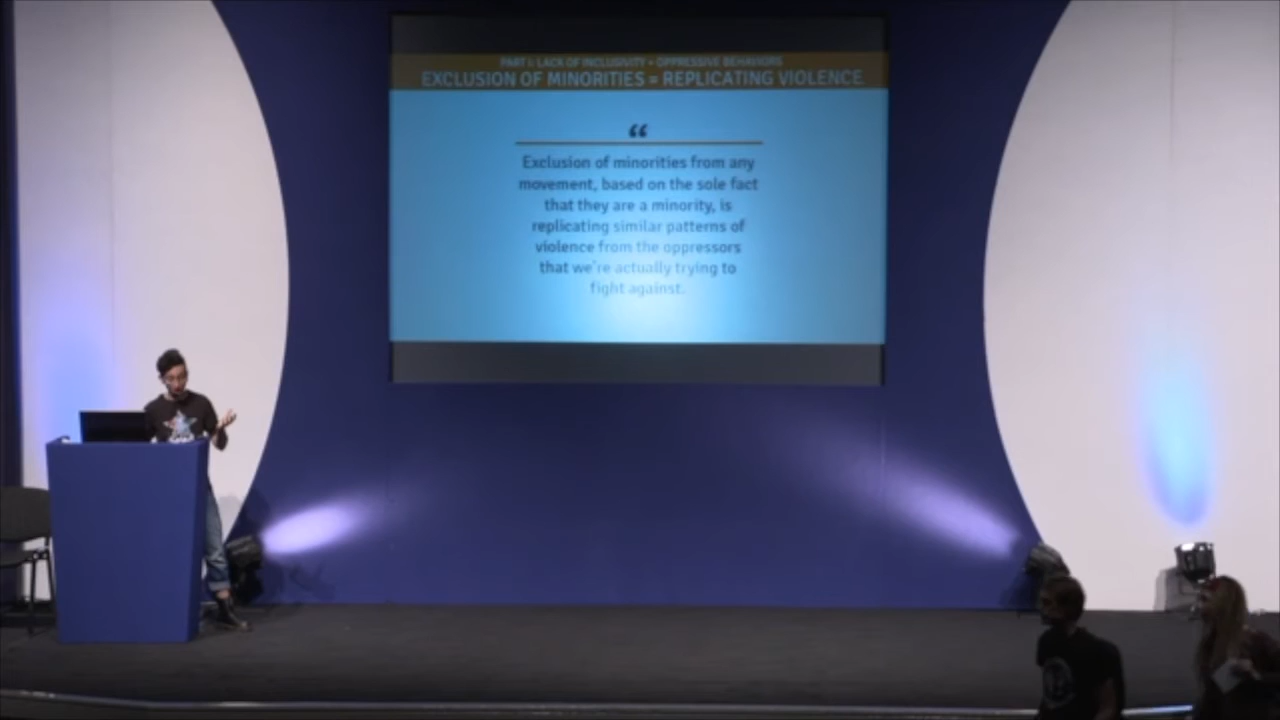 PART I: LACK OF INCLUSIVITY + OPPRESSIVE BEHAVIORS
EXCLUSION OF MINORITIES = REPLICATING VIOLENCE
“
Exclusion of minorities from any
movement, based on the sole fact
that they are a minority, is
replicating similar patterns of
violence from the oppressors
that we're actually trying to
fight against.